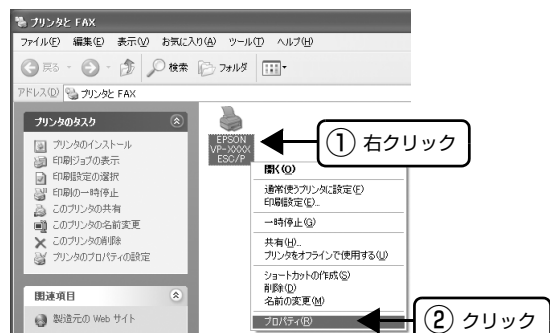 プリンタと FAX
ファイル(F) 編集(E) 表示(V) お気に入り(A) ツール(T) ヘルプ(H)
戻る 検索 フォルダ
アドレス(D) プリンタと FAX
プリンタのタスク
プリンタのインストール
印刷ジョブの表示
印刷設定の選択
印刷の一時停止
このプリンタの共有
このプリンタの名前変更
このプリンタの削除
プリンタのプロパティの設定
関連項目
製造元の Web サイト
EPSON
VP-XXXX
ESC/P
① 右クリック
開く(O)
通常使うプリンタに設定(F)
印刷設定(E)...
一時停止(G)
共有(H)...
プリンタをオフラインで使用する(U)
ショートカットの作成(S)
削除(D)
名前の変更(M)
プロパティ(R)
② クリック